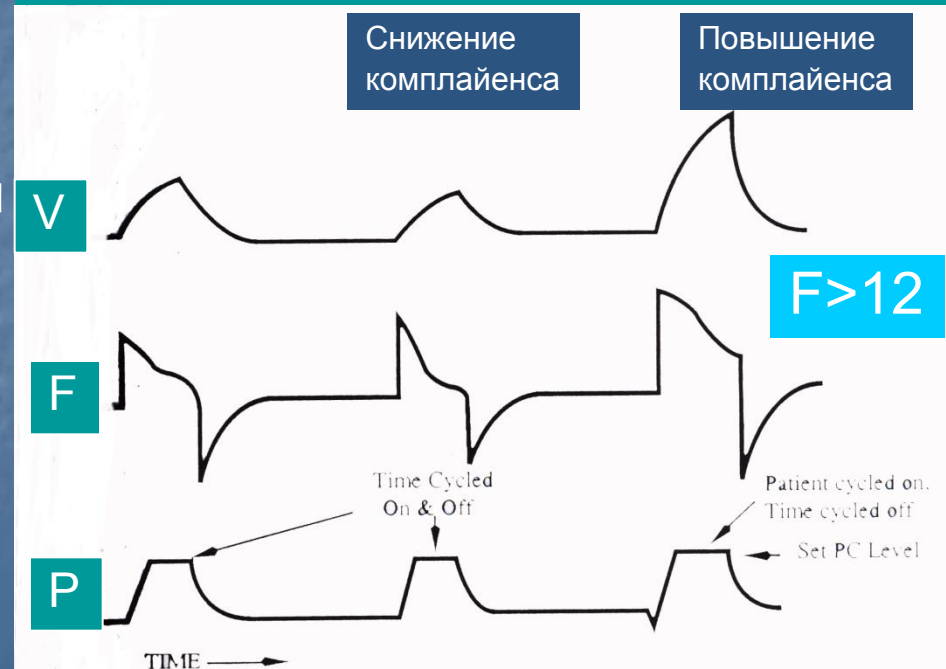 Снижение
комплайенса
Повышение
комплайенса
V
F>12
F
Time Cycled
On & Off
Patient cycled on.
Time cycled off
Set PC Level
P
TIME